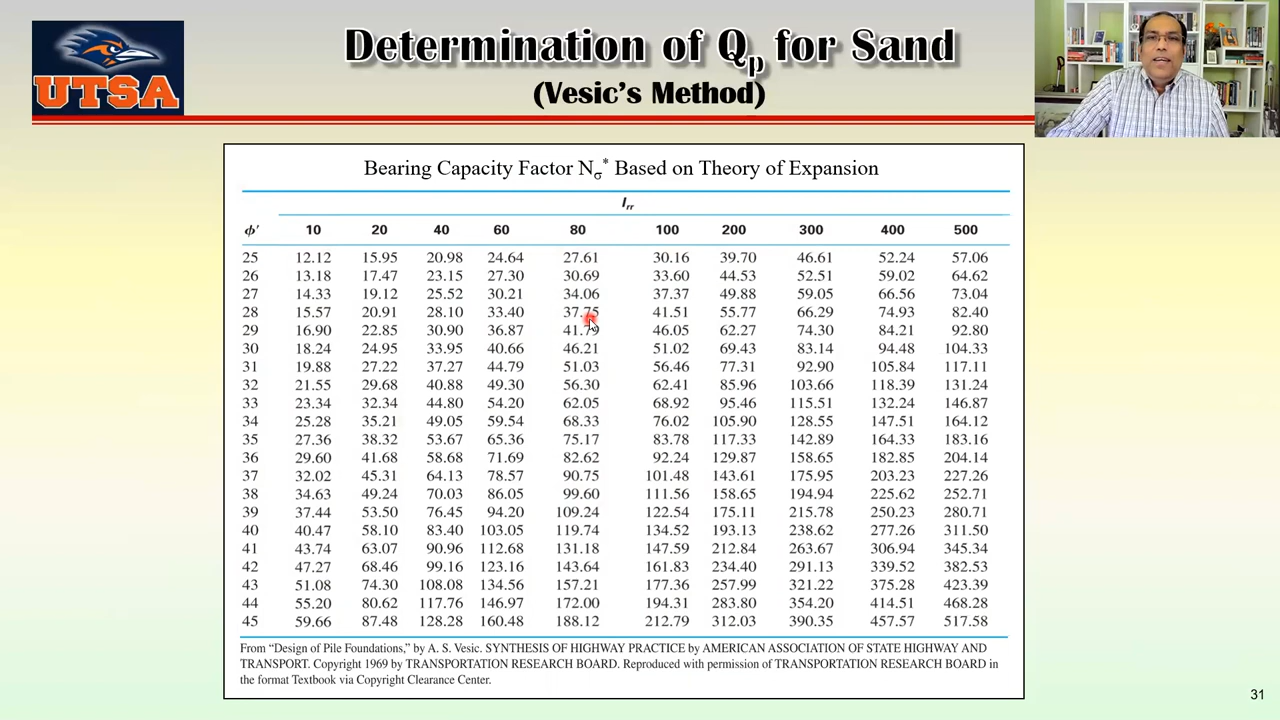 UTSA
Determination of Qp for Sand
(Vesic's Method)
Bearing Capacity Factor Nσ* Based on Theory of Expansion
Irr
ϕ′ 10 20 40 60 80 100 200 300 400 500
25 12.12 15.95 20.98 24.64 27.61 30.16 39.70 46.61 52.24 57.06
26 13.18 17.47 23.15 27.30 30.69 33.60 44.53 52.51 59.02 64.62
27 14.33 19.12 25.52 30.21 34.06 37.37 49.88 59.05 66.56 73.04
28 15.57 20.91 28.10 33.40 37.75 41.51 55.77 66.29 74.93 82.40
29 16.90 22.85 30.90 36.87 41.79 46.05 62.27 74.30 84.21 92.80
30 18.24 24.95 33.95 40.66 46.21 51.02 69.43 83.14 94.48 104.33
31 19.88 27.22 37.27 44.79 51.03 56.46 77.31 92.90 105.84 117.11
32 21.55 29.68 40.88 49.30 56.30 62.41 85.96 103.66 118.39 131.24
33 23.34 32.34 44.80 54.20 62.05 68.92 95.46 115.51 132.24 146.87
34 25.28 35.21 49.05 59.54 68.33 76.02 105.90 128.55 147.51 164.12
35 27.36 38.32 53.67 65.36 75.17 83.78 117.33 142.89 164.33 183.16
36 29.60 41.68 58.68 71.69 82.62 92.24 129.87 158.65 182.85 204.14
37 32.02 45.31 64.13 78.57 90.75 101.48 143.61 175.95 203.23 227.26
38 34.63 49.24 70.03 86.05 99.60 111.56 158.65 194.94 225.62 252.71
39 37.44 53.50 76.45 94.20 109.24 122.54 175.11 215.78 250.23 280.71
40 40.47 58.10 83.40 103.05 119.74 134.52 193.13 238.62 277.26 311.50
41 43.74 63.07 90.96 112.68 131.18 147.59 212.84 263.67 306.94 345.34
42 47.27 68.46 99.16 123.16 143.64 161.83 234.40 291.13 339.52 382.53
43 51.08 74.30 108.08 134.56 157.21 177.36 257.99 321.22 375.28 423.39
44 55.20 80.62 117.76 146.97 172.00 194.31 283.80 354.20 414.51 468.28
45 59.66 87.48 128.28 160.48 188.12 212.79 312.03 390.35 457.57 517.58
From "Design of Pile Foundations," by A. S. Vesic. SYNTHESIS OF HIGHWAY PRACTICE by AMERICAN ASSOCIATION OF STATE HIGHWAY AND
TRANSPORT. Copyright 1969 by TRANSPORTATION RESEARCH BOARD. Reproduced with permission of TRANSPORTATION RESEARCH BOARD in
the format Textbook via Copyright Clearance Center.
31